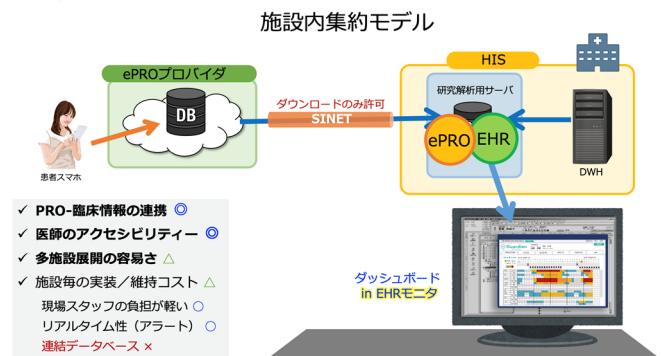 施設内集約モデル
ePROプロバイダ
DB
患者スマホ
ダウンロードのみ許可
SINET
HIS
研究解析用サーバ
ePRO
EHR
DWH
✓ PRO-臨床情報の連携 ◎
✓ 医師のアクセシビリティー ◎
✓ 多施設展開の容易さ △
✓ 施設毎の実装／維持コスト △
現場スタッフの負担が軽い ○
リアルタイム性（アラート）○
連結データベース ×
ダッシュボード
in EHRモニタ